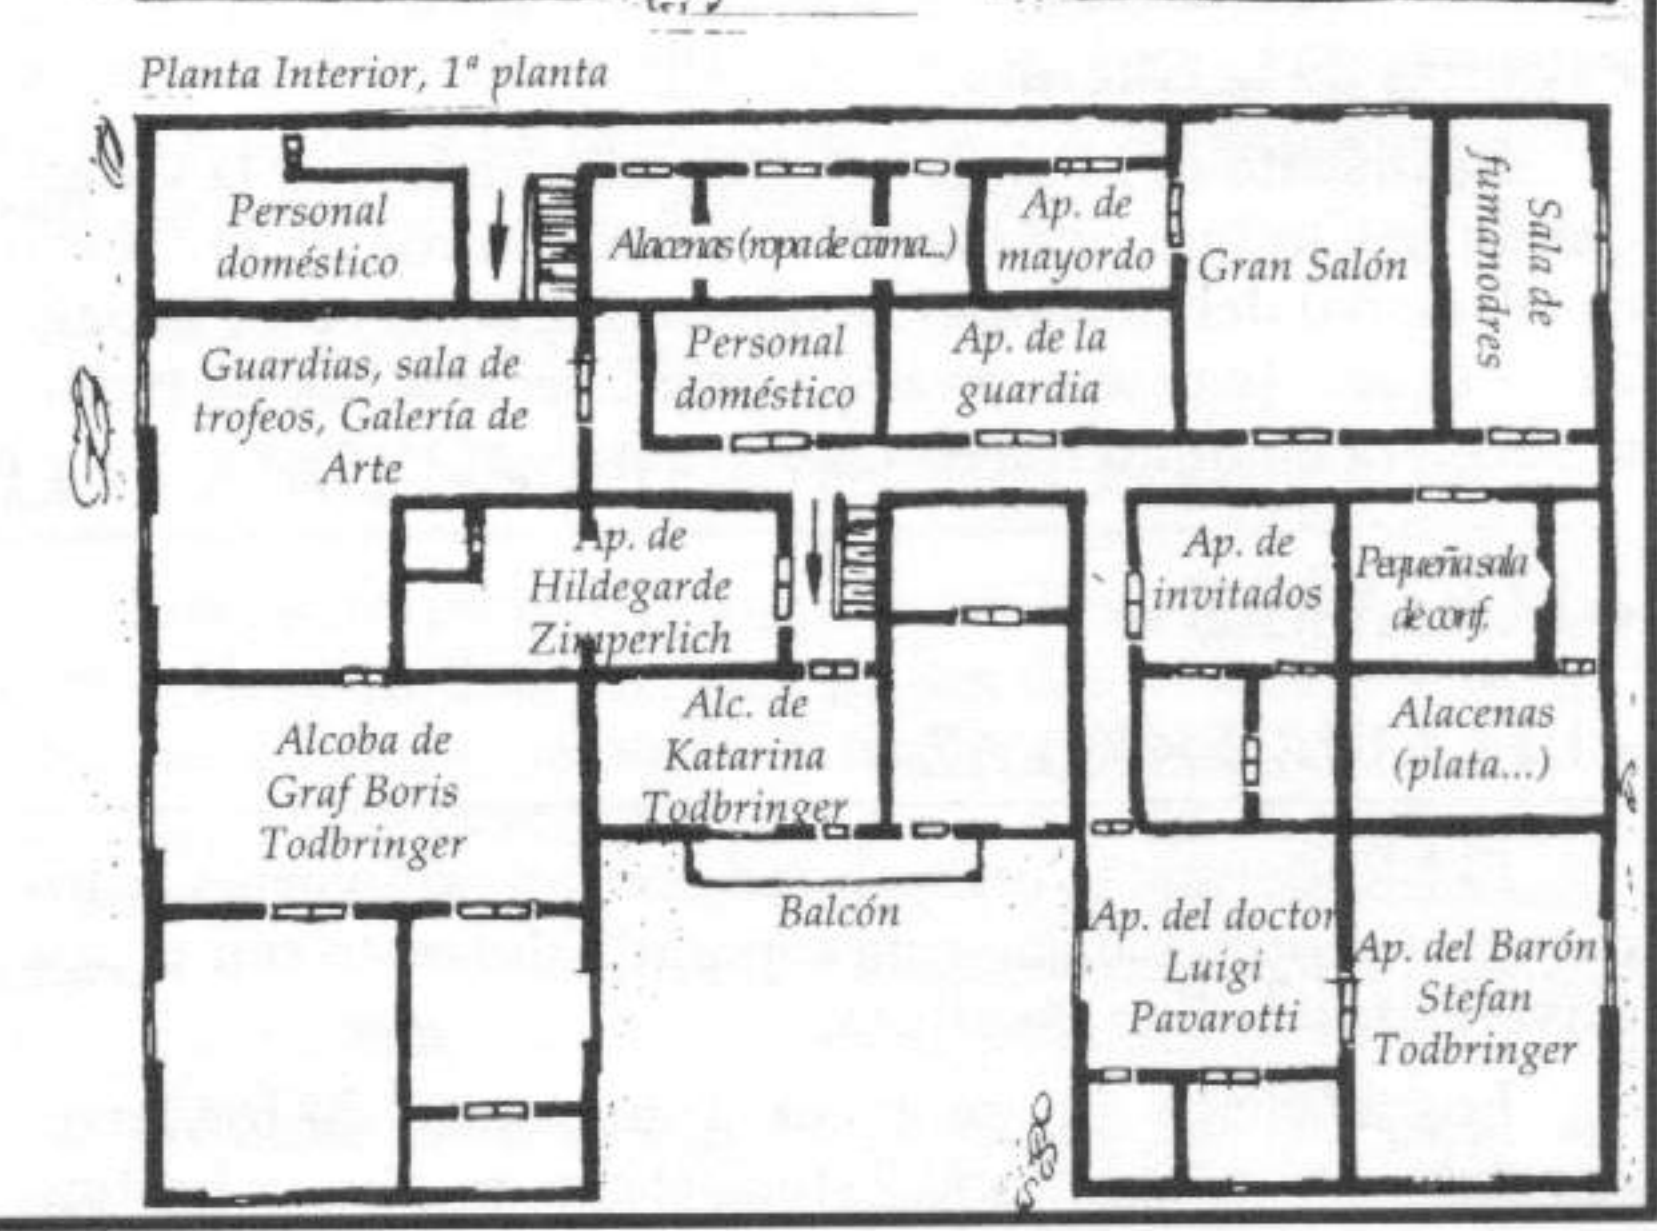 Planta Interior, 1ª planta
Personal
doméstico
Alacenas (ropa de cama...)
Ap. de
mayordo
Gran Salón
Sala de
fumanodres
Guardias, sala de
trofeos, Galería de
Arte
Personal
doméstico
Ap. de la
guardia
Ap. de
Hildegarde
Zimperlich
Ap. de
invitados
Pequeña sala
de conf.
Alcoba de
Graf Boris
Todbringer
Alc. de
Katarina
Todbringer
Alacenas
(plata...)
Balcón
Ap. del doctor
Luigi
Pavarotti
Ap. del Barón
Stefan
Todbringer